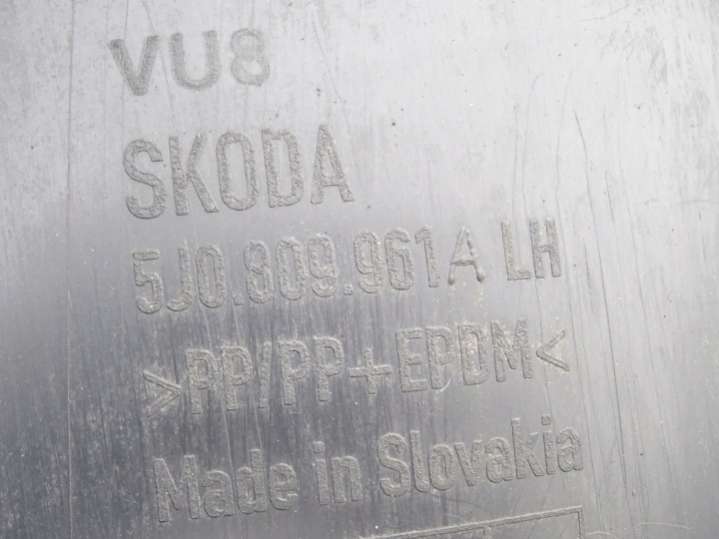 VU8
SKODA
5J0.809.961A LH
>PP/PP+EPDM<
Made in Slovakia